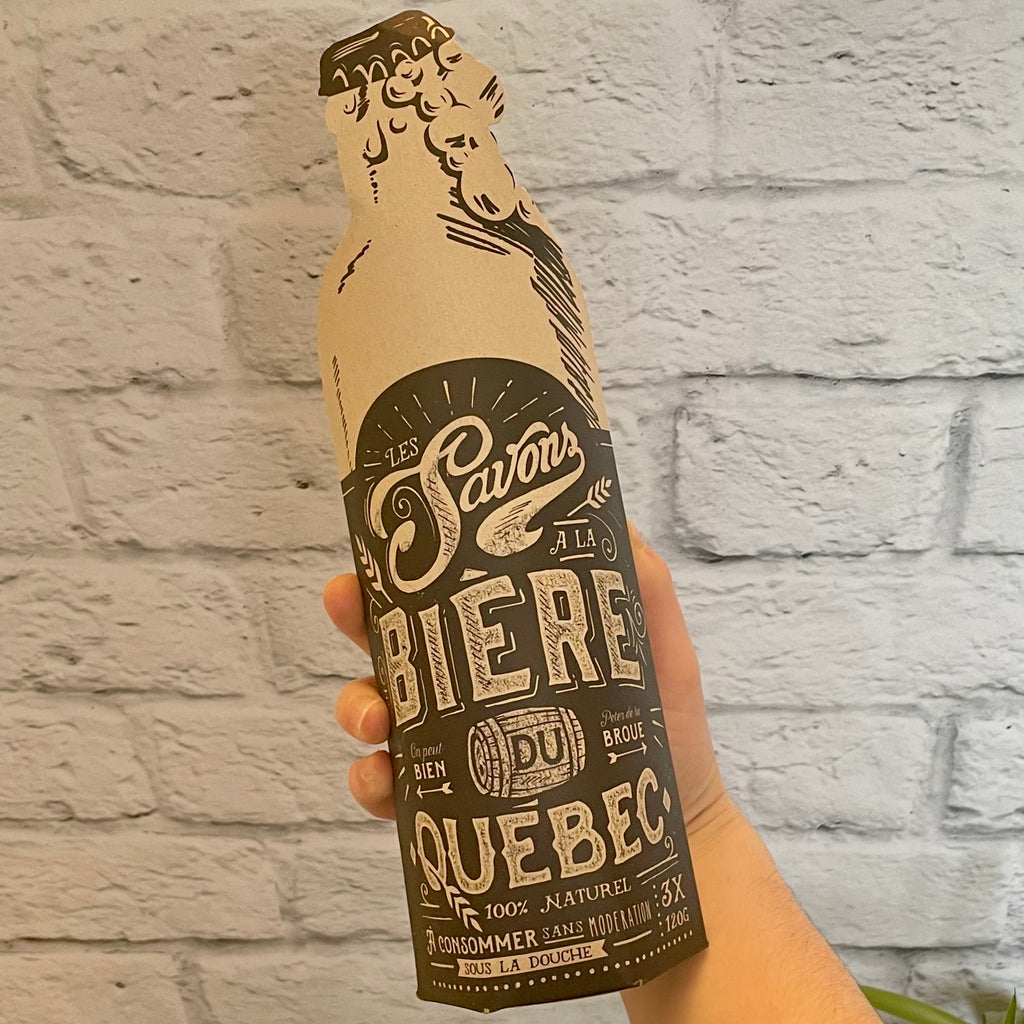 LES
Savons
À LA
BIÈRE
On peut
BIEN
DU
Péter de la
BROUE
QUÉBEC
100% NATUREL
3X
120G
À CONSOMMER SANS MODÉRATION
SOUS LA DOUCHE